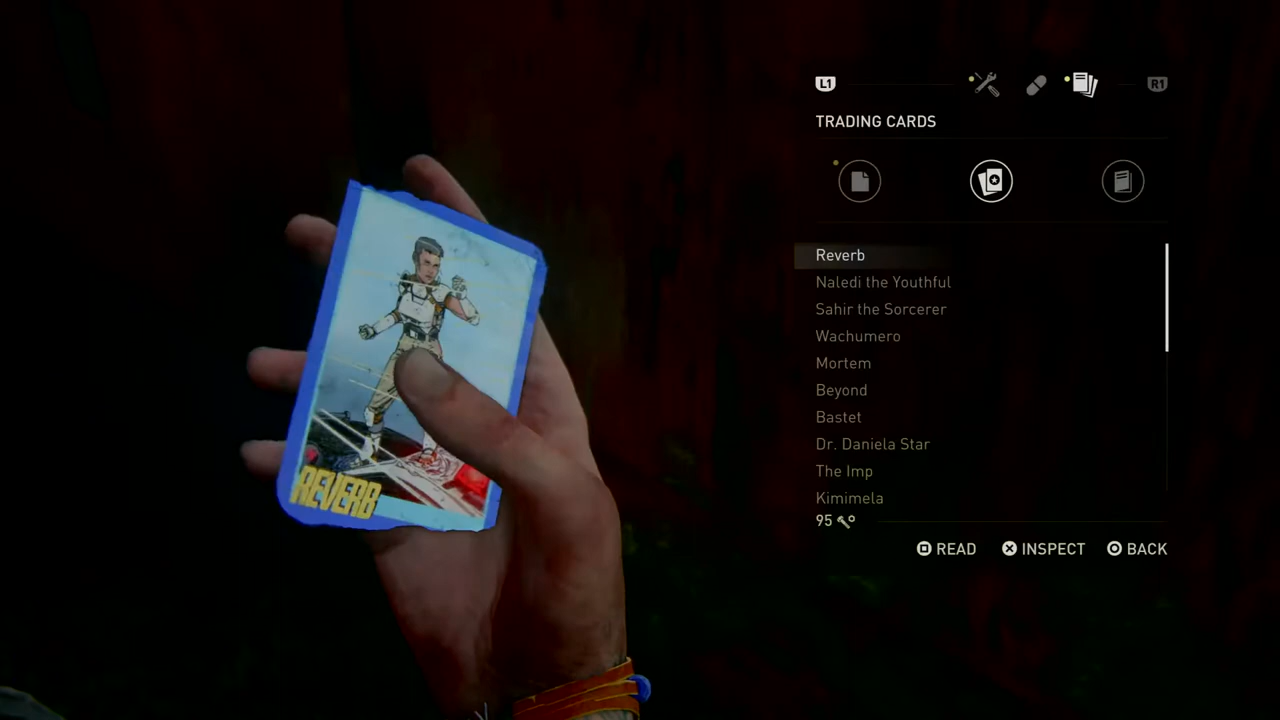 L1
R1
TRADING CARDS
Reverb
Naledi the Youthful
Sahir the Sorcerer
Wachumero
Mortem
Beyond
Bastet
Dr. Daniela Star
The Imp
Kimimela
95
READ INSPECT BACK
REVERB